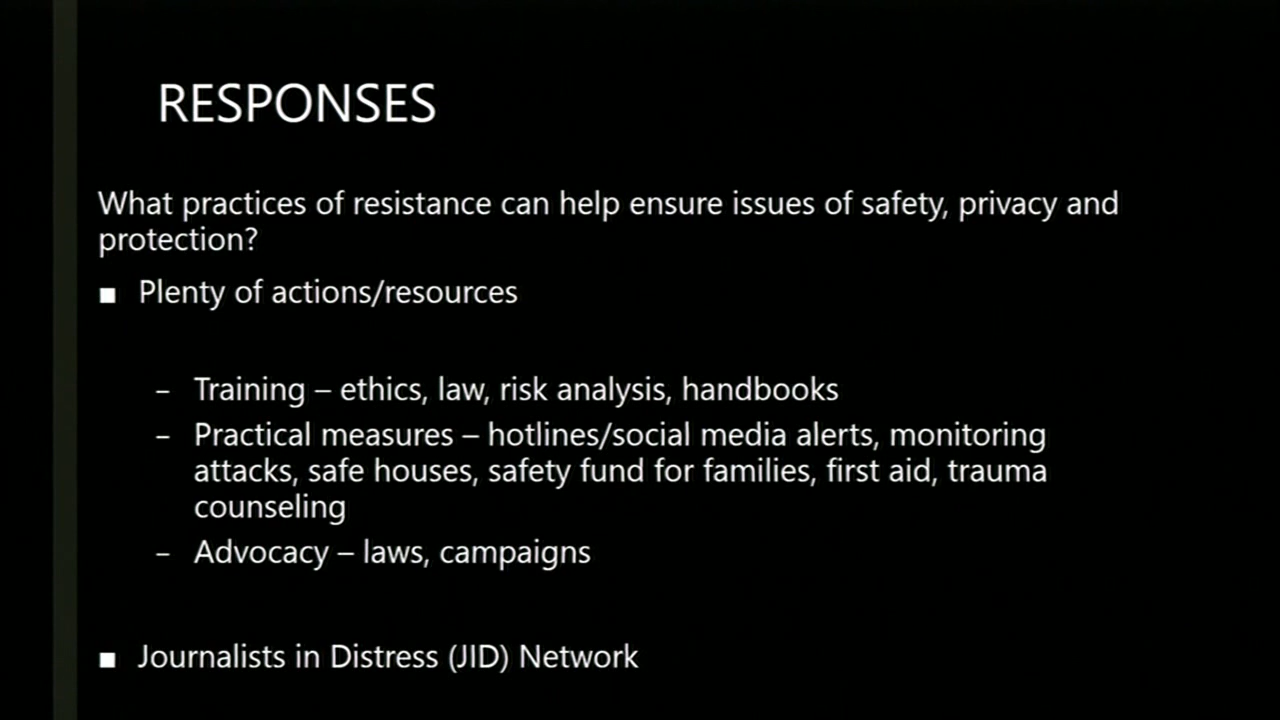 RESPONSES
What practices of resistance can help ensure issues of safety, privacy and
protection?
▪ Plenty of actions/resources
– Training – ethics, law, risk analysis, handbooks
– Practical measures – hotlines/social media alerts, monitoring
attacks, safe houses, safety fund for families, first aid, trauma
counseling
– Advocacy – laws, campaigns
▪ Journalists in Distress (JID) Network